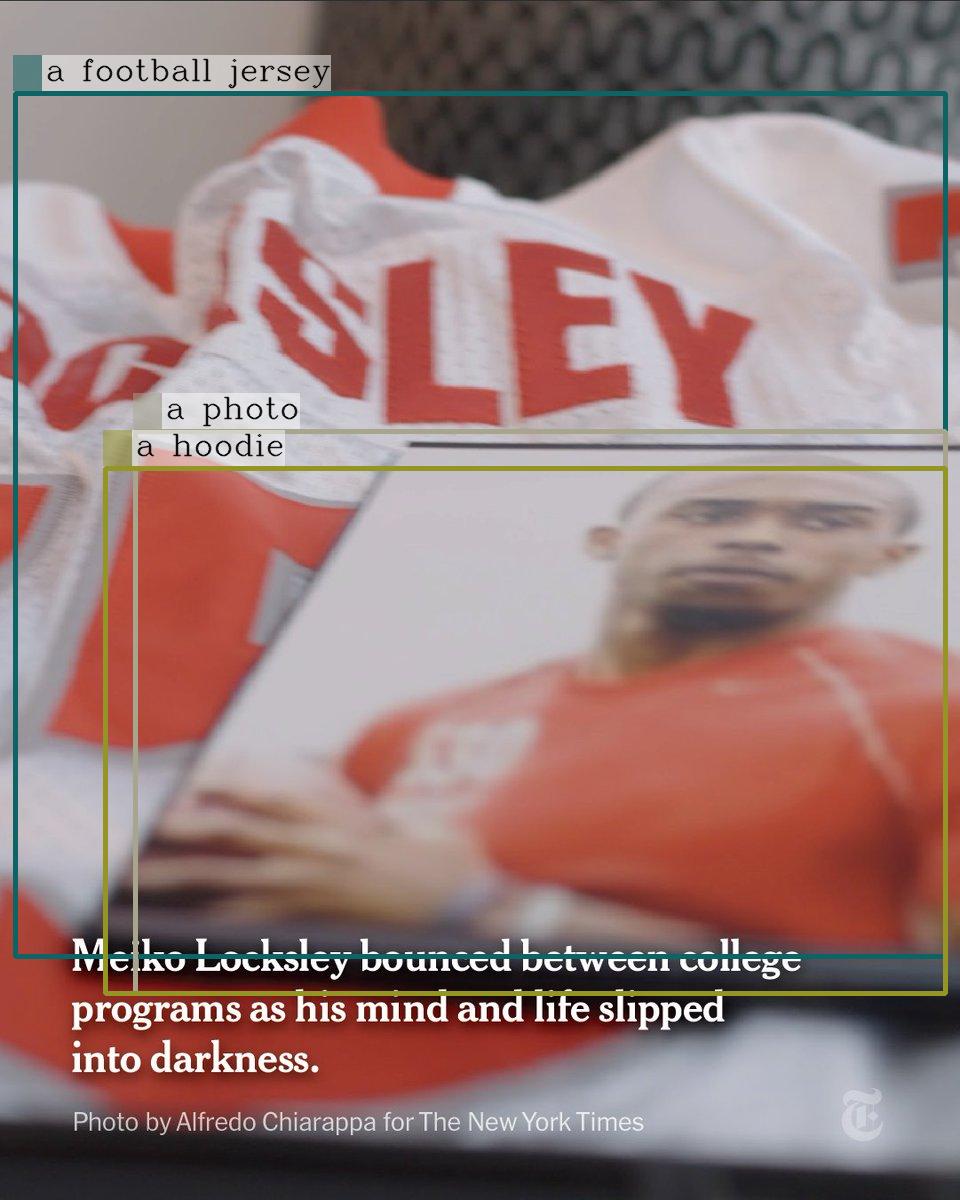 a football jersey
SLEY
a photo
a hoodie
Meiko Locksley bounced between college
programs as his mind and life slipped
into darkness.
Photo by Alfredo Chiarappa for The New York Times
T